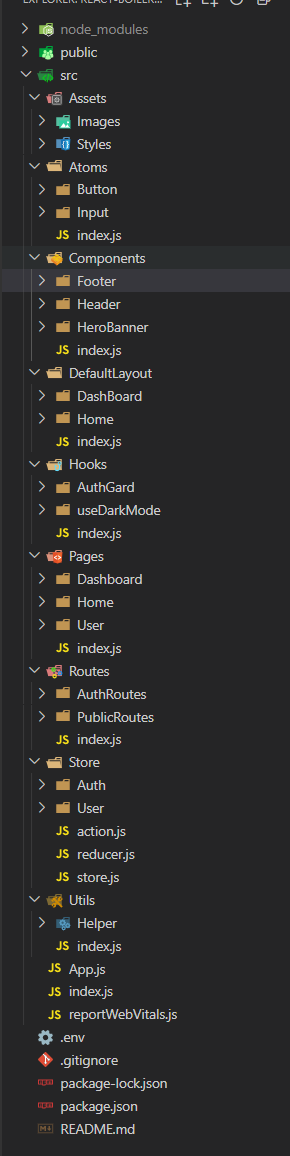 EXPLORER: REACT-BOILER...
node_modules
public
src
Assets
Images
Styles
Atoms
Button
Input
JS index.js
Components
Footer
Header
HeroBanner
JS index.js
DefaultLayout
DashBoard
Home
JS index.js
Hooks
AuthGard
useDarkMode
JS index.js
Pages
Dashboard
Home
User
JS index.js
Routes
AuthRoutes
PublicRoutes
JS index.js
Store
Auth
User
JS action.js
JS reducer.js
JS store.js
Utils
Helper
JS index.js
JS App.js
JS index.js
JS reportWebVitals.js
.env
.gitignore
package-lock.json
package.json
README.md